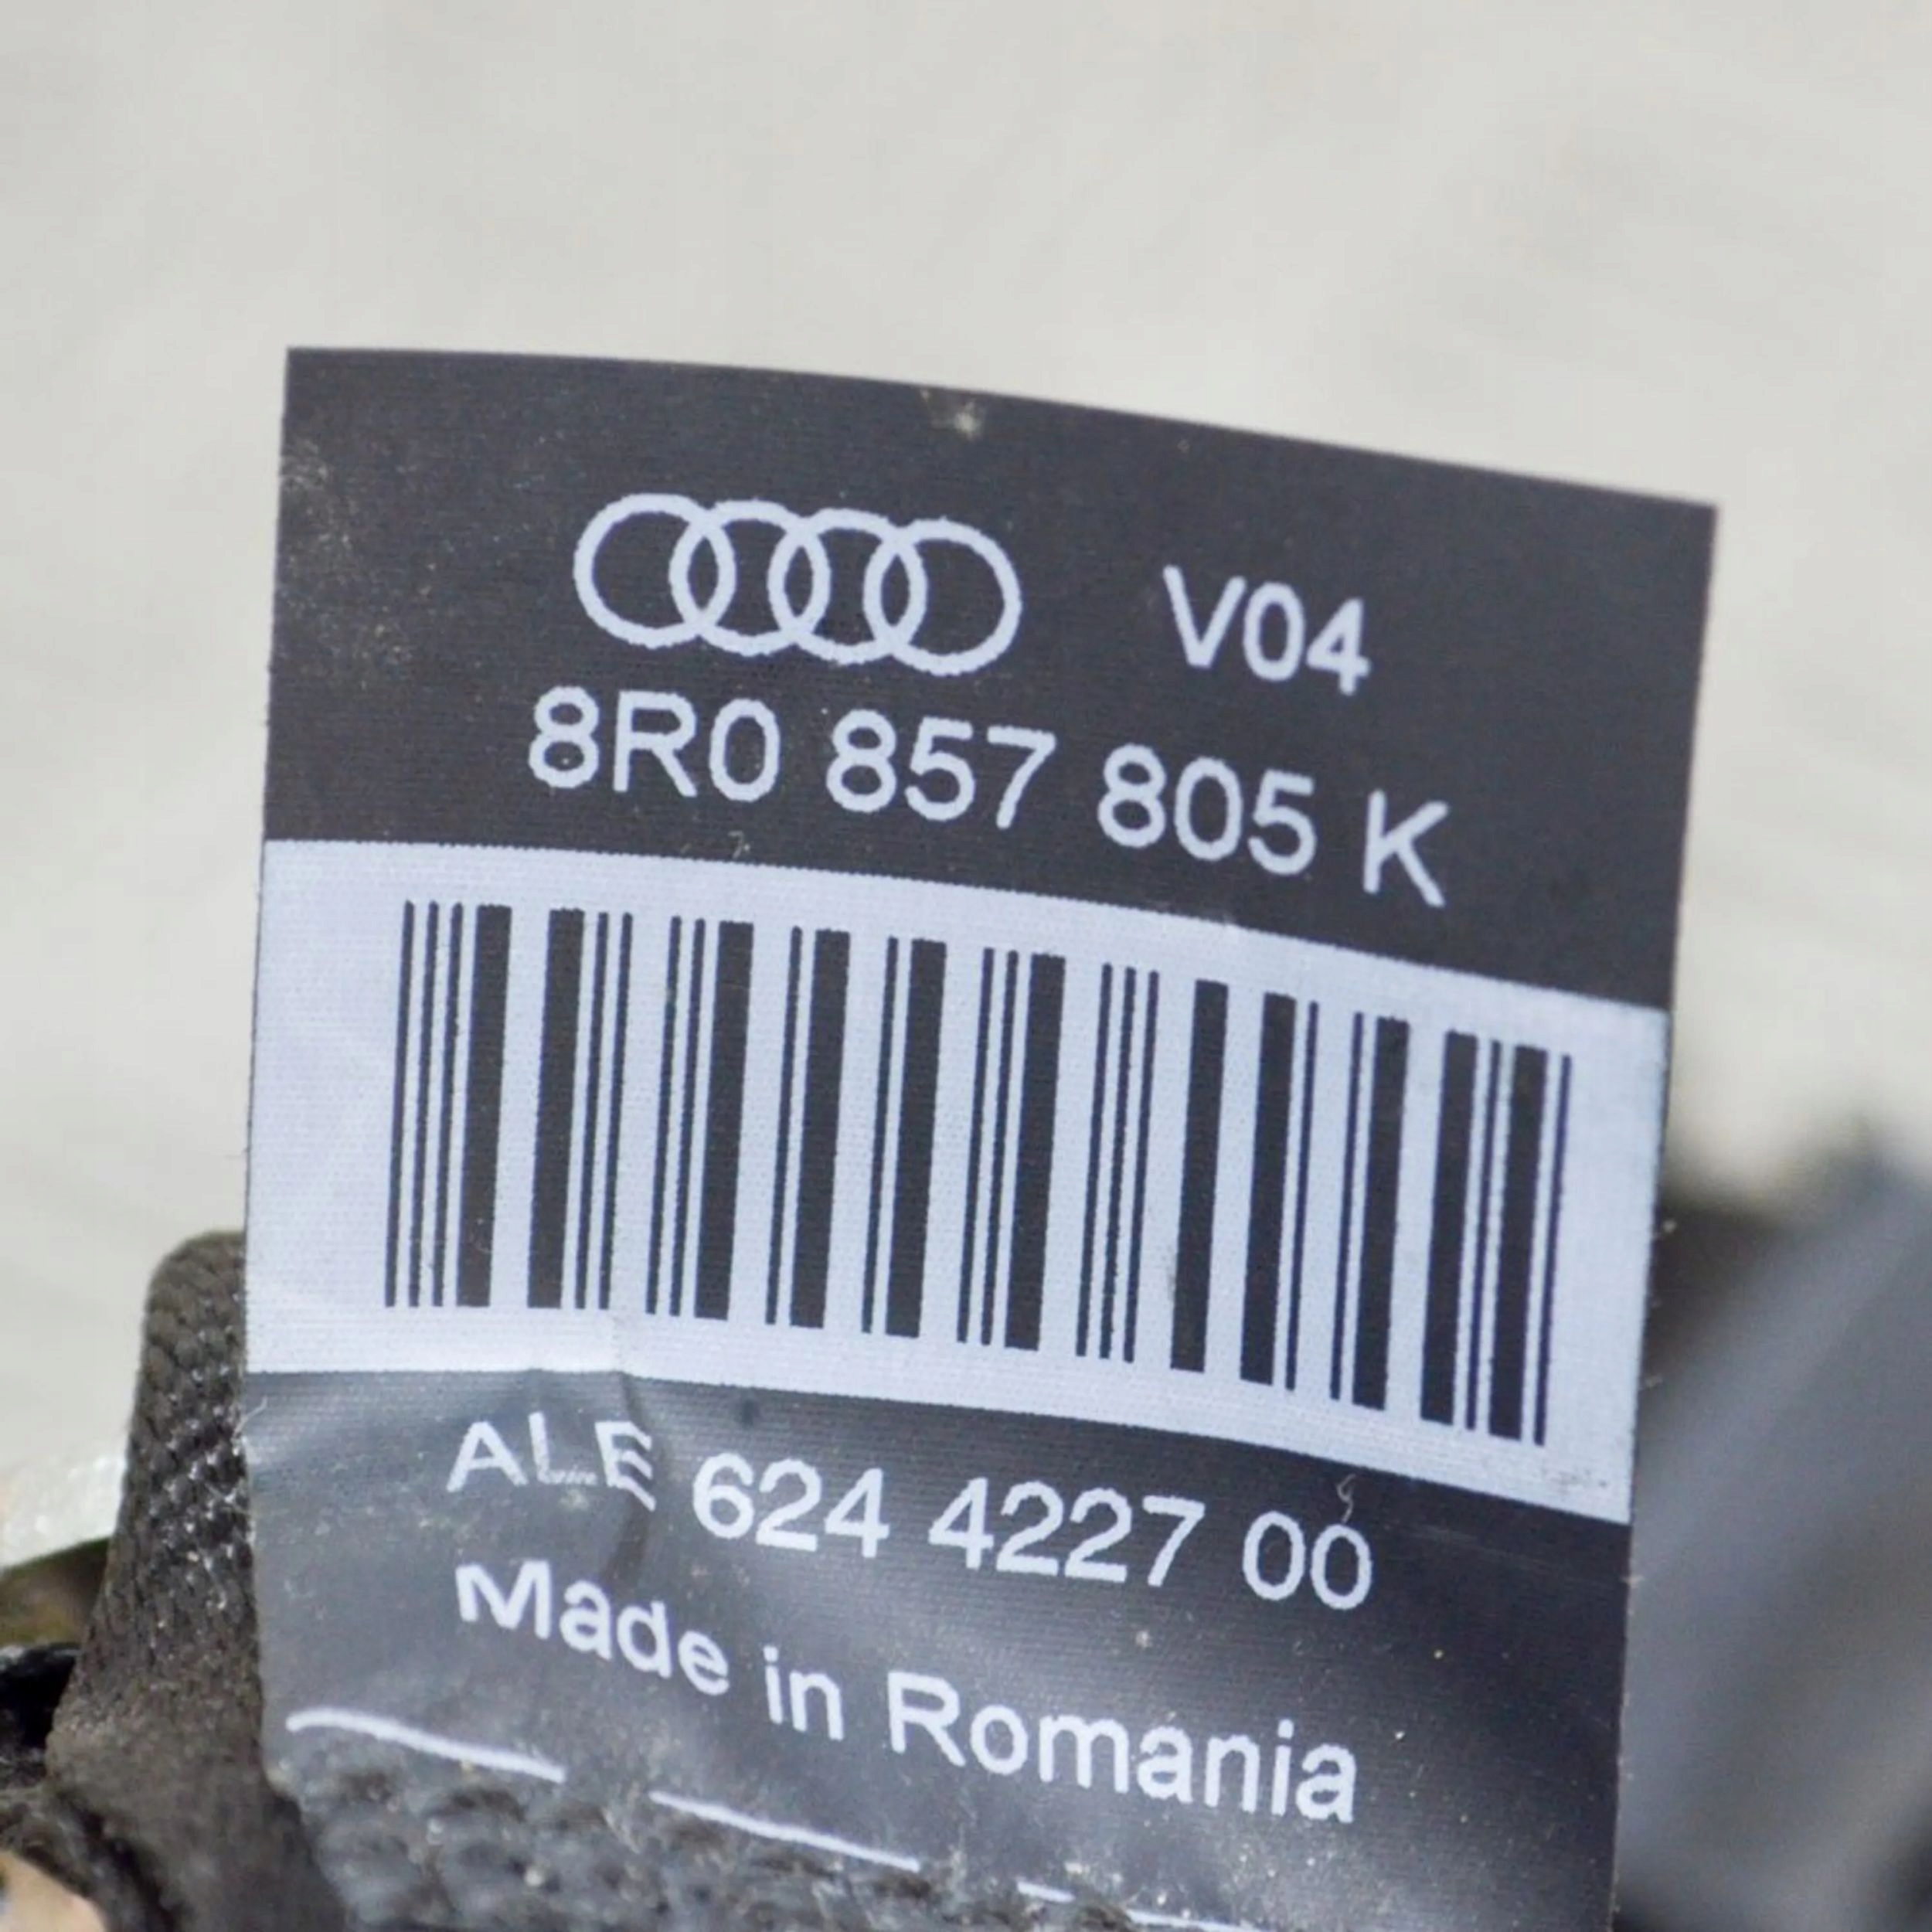 V04
8R0 857 805 K
ALE 624 4227 00
Made in Romania